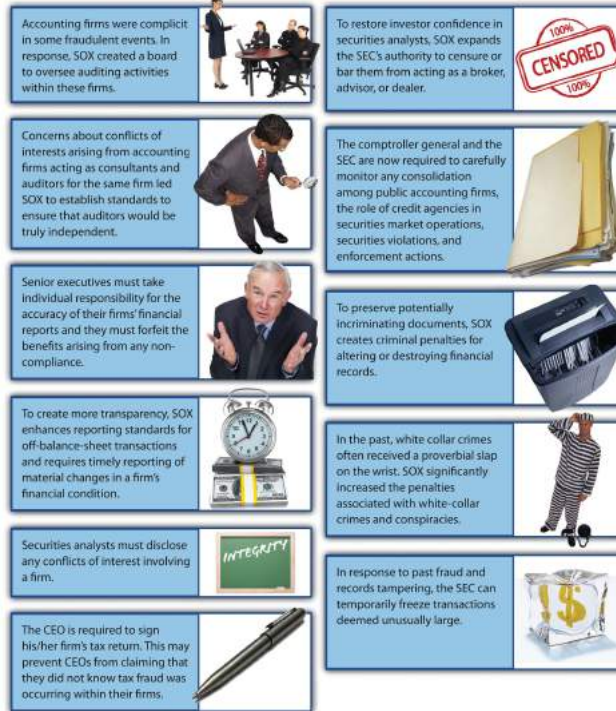 Accounting firms were complicit
in some fraudulent events. In
response, SOX created a board
to oversee auditing activities
within these firms.
Concerns about conflicts of
interests arising from accounting
firms acting as consultants and
auditors for the same firm led
SOX to establish standards to
ensure that auditors would be
truly independent.
Senior executives must take
individual responsibility for the
accuracy of their firms' financial
reports and they must forfeit the
benefits arising from any non-
compliance.
To create more transparency, SOX
enhances reporting standards for
off-balance-sheet transactions
and requires timely reporting of
material changes in a firm's
financial condition.
Securities analysts must disclose
any conflicts of interest involving
a firm.
INTEGRITY
The CEO is required to sign
his/her firm's tax return. This may
prevent CEOs from claiming that
they did not know tax fraud was
occurring within their firms.
To restore investor confidence in
securities analysts, SOX expands
the SEC's authority to censure or
bar them from acting as a broker,
advisor, or dealer.
100%
CENSORED
100%
The comptroller general and the
SEC are now required to carefully
monitor any consolidation
among public accounting firms,
the role of credit agencies in
securities market operations,
securities violations, and
enforcement actions.
To preserve potentially
incriminating documents, SOX
creates criminal penalties for
altering or destroying financial
records.
In the past, white collar crimes
often received a proverbial slap
on the wrist. SOX significantly
increased the penalties
associated with white-collar
crimes and conspiracies.
In response to past fraud and
records tampering, the SEC can
temporarily freeze transactions
deemed unusually large.
$